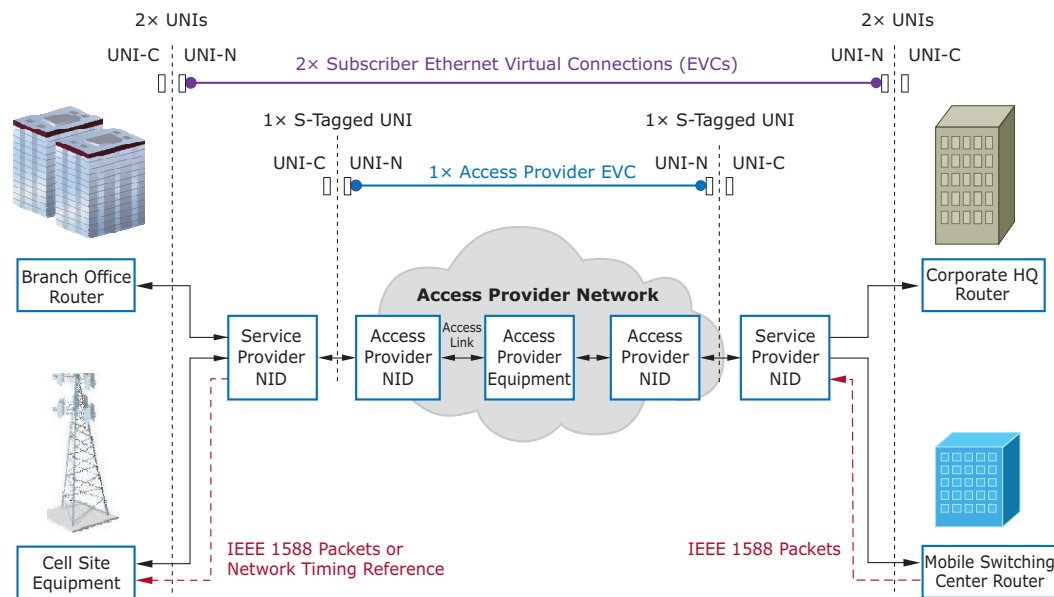 2× UNIs
2× UNIs
UNI-C
UNI-N
UNI-N
UNI-C
2× Subscriber Ethernet Virtual Connections (EVCs)
1× S-Tagged UNI
1× S-Tagged UNI
UNI-C
UNI-N
UNI-N
UNI-C
1× Access Provider EVC
Branch Office
Router
Corporate HQ
Router
Access Provider Network
Service
Provider
NID
Access
Provider
NID
Access
Link
Access
Provider
Equipment
Access
Provider
NID
Service
Provider
NID
IEEE 1588 Packets or
Network Timing Reference
IEEE 1588 Packets
Cell Site
Equipment
Mobile Switching
Center Router